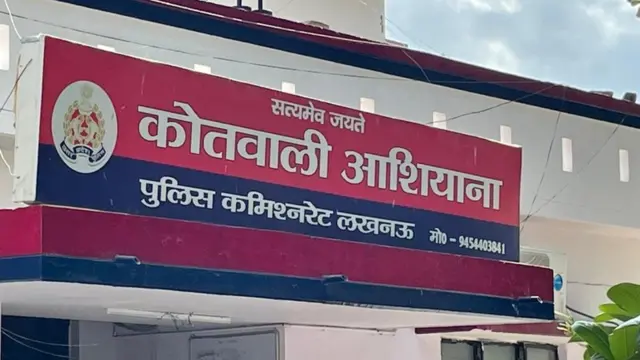 सत्यमेव जयते
कोतवाली आशियाना
पुलिस कमिश्नरेट लखनऊ मो0 - 9454403841